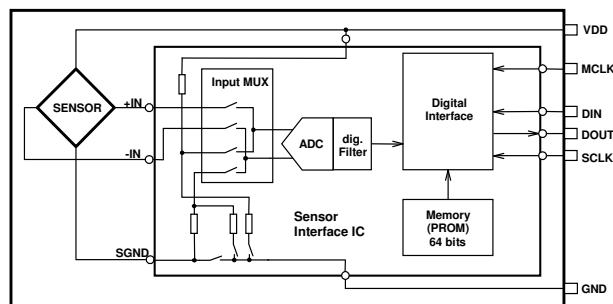 VDD
MCLK
Input MUX
SENSOR
+IN
Digital
Interface
DIN
DOUT
ADC
dig.
Filter
-IN
SCLK
Sensor
Interface IC
Memory
(PROM)
64 bits
SGND
GND